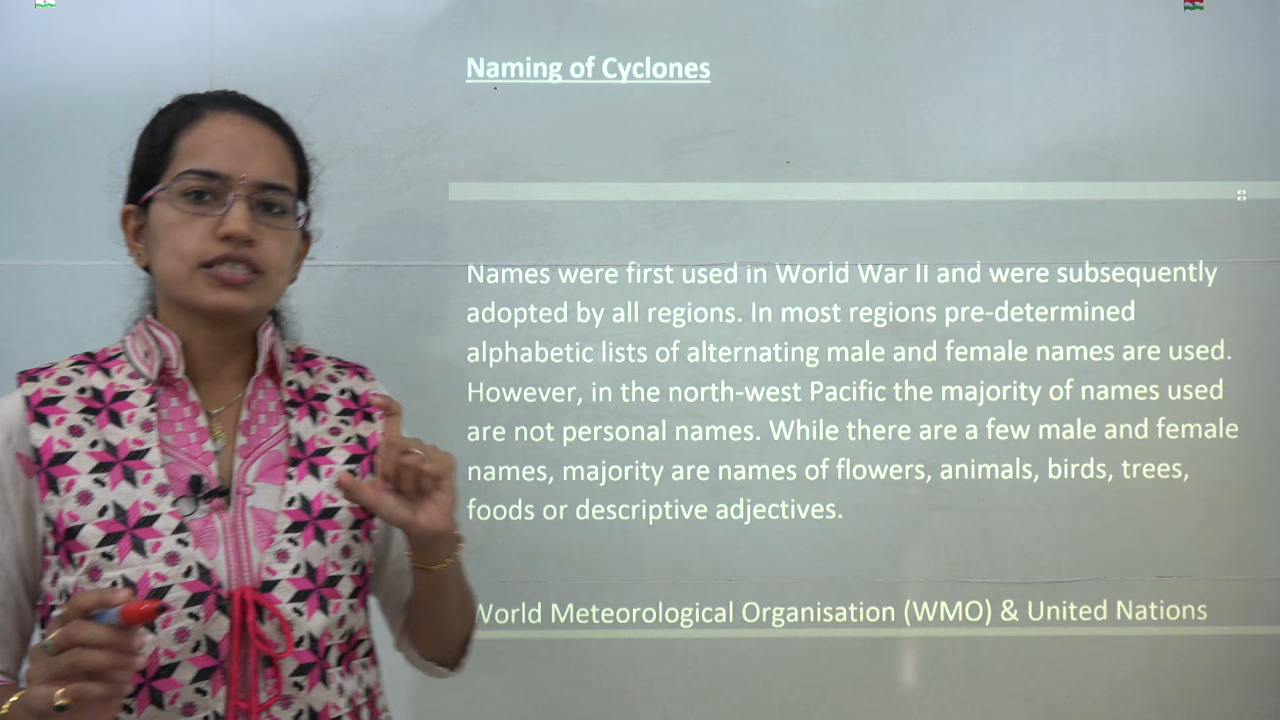 Naming of Cyclones
Names were first used in World War II and were subsequently
adopted by all regions. In most regions pre-determined
alphabetic lists of alternating male and female names are used.
However, in the north-west Pacific the majority of names used
are not personal names. While there are a few male and female
names, majority are names of flowers, animals, birds, trees,
foods or descriptive adjectives.
World Meteorological Organisation (WMO) & United Nations